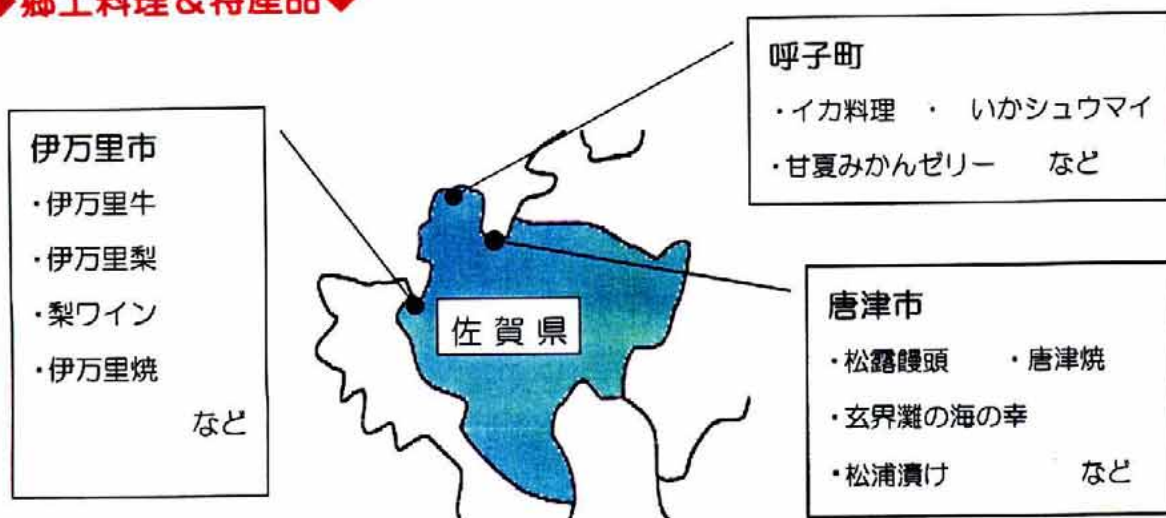 ◆郷土料理&特産品◆
呼子町
・イカ料理 ・ いかシュウマイ
・甘夏みかんゼリー など
伊万里市
・伊万里牛
・伊万里梨
・梨ワイン
・伊万里焼
など
佐賀県
唐津市
・松露饅頭 ・唐津焼
・玄界灘の海の幸
・松浦漬け など